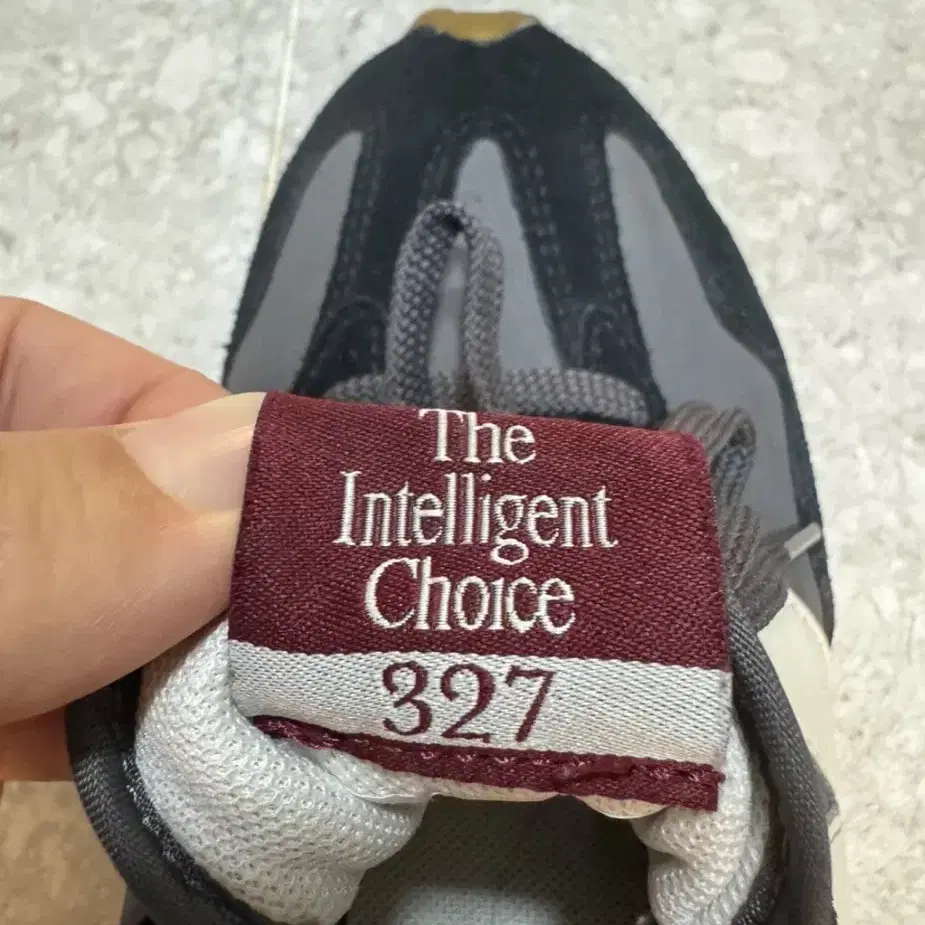 The
Intelligent
Choice
327